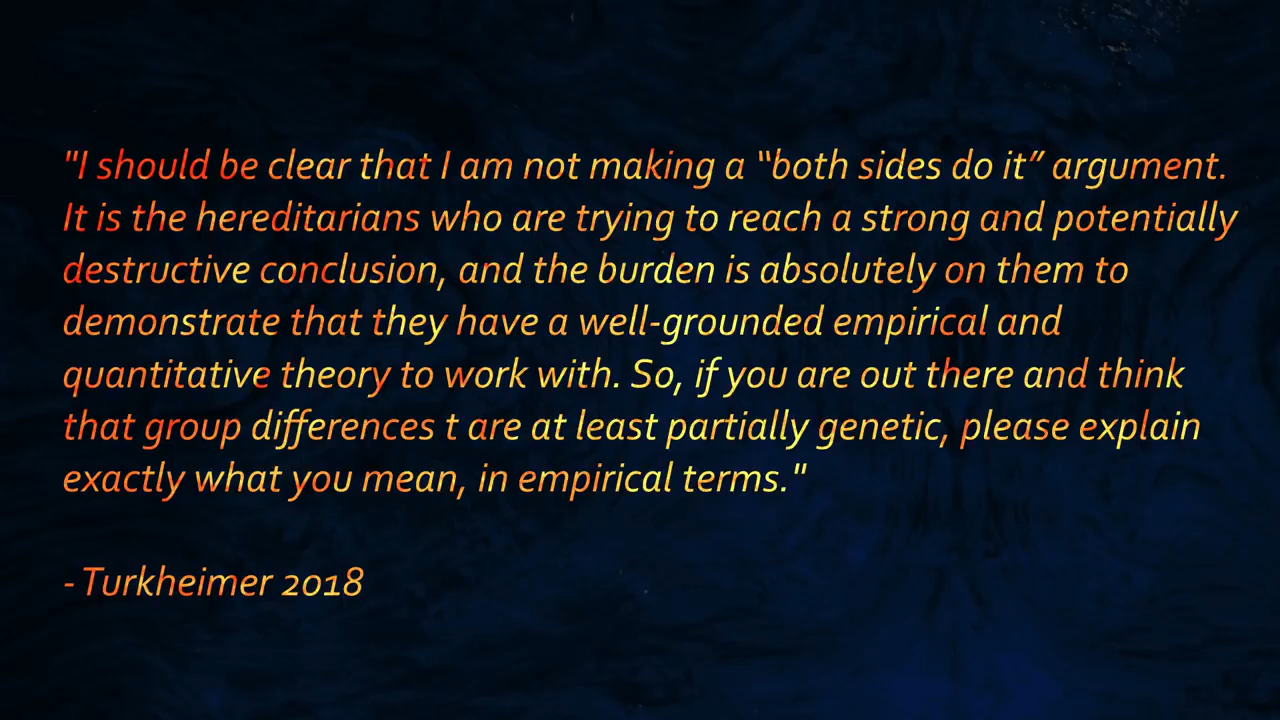 "I should be clear that I am not making a “both sides do it” argument.
It is the hereditarians who are trying to reach a strong and potentially
destructive conclusion, and the burden is absolutely on them to
demonstrate that they have a well-grounded empirical and
quantitative theory to work with. So, if you are out there and think
that group differences t are at least partially genetic, please explain
exactly what you mean, in empirical terms."
- Turkheimer 2018